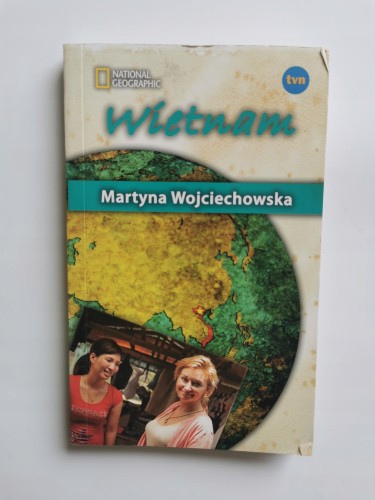 NATIONAL
GEOGRAPHIC
tvn
Wietnam
Martyna Wojciechowska